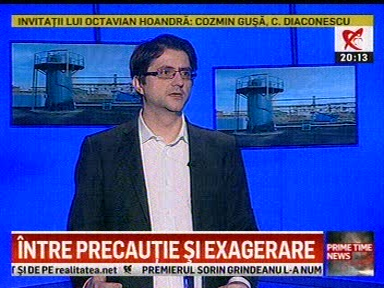 INVITAȚII LUI OCTAVIAN HOANDRĂ: COZMIN GUȘĂ, C. DIACONESCU
20:13
ÎNTRE PRECAUȚIE ȘI EXAGERARE
PRIME TIME
NEWS
ȘI DE PE realitatea.net PREMIERUL SORIN GRINDEANU L-A NUM